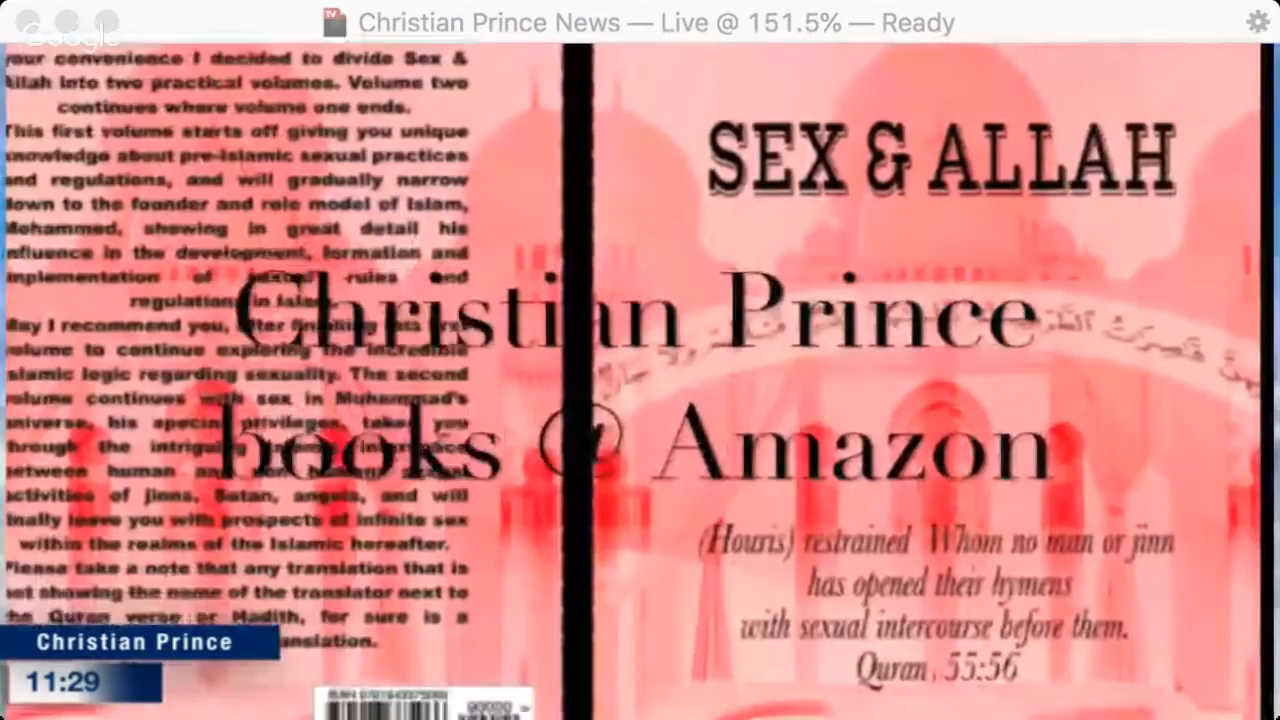 Christian Prince News — Live @ 151.5% — Ready
Google
your convenience I decided to divide Sex &
Allah into two practical volumes. Volume two
continues where volume one ends.
This first volume starts off giving you unique
knowledge about pre-Islamic sexual practices
and regulations, and will gradually narrow
down to the founder and role model of Islam,
Mohammed, showing in great detail his
influence in the development, formation and
implementation of sexual rules and
regulations in Islam.
May I recommend you, after finishing this first
volume to continue exploring the incredible
Islamic logic regarding sexuality. The second
volume continues with sex in Muhammad's
universe, his special privileges, takes you
through the intriguing
between human and non human sexual
activities of jinns, Satan, angels, and will
finally leave you with prospects of infinite sex
within the realms of the Islamic hereafter.
Please take a note that any translation that is
not showing the name of the translator next to
the Quran verse or Hadith, for sure is a
translation.
SEX & ALLAH
Christian Prince
books @ Amazon
(Houris) restrained Whom no man or jinn
has opened their hymens
with sexual intercourse before them.
Quran, 55:56
Christian Prince
11:29